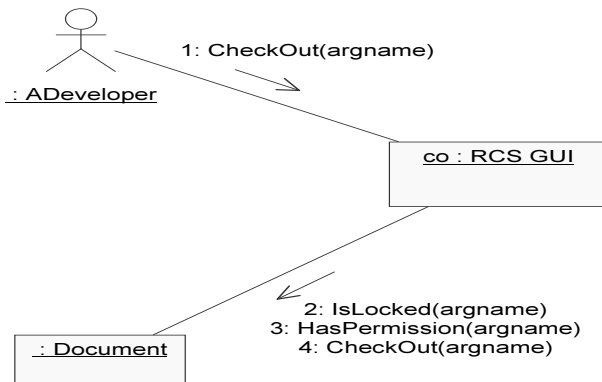 1: CheckOut(argname)
: ADeveloper
co : RCS GUI
2: IsLocked(argname)
3: HasPermission(argname)
4: CheckOut(argname)
: Document